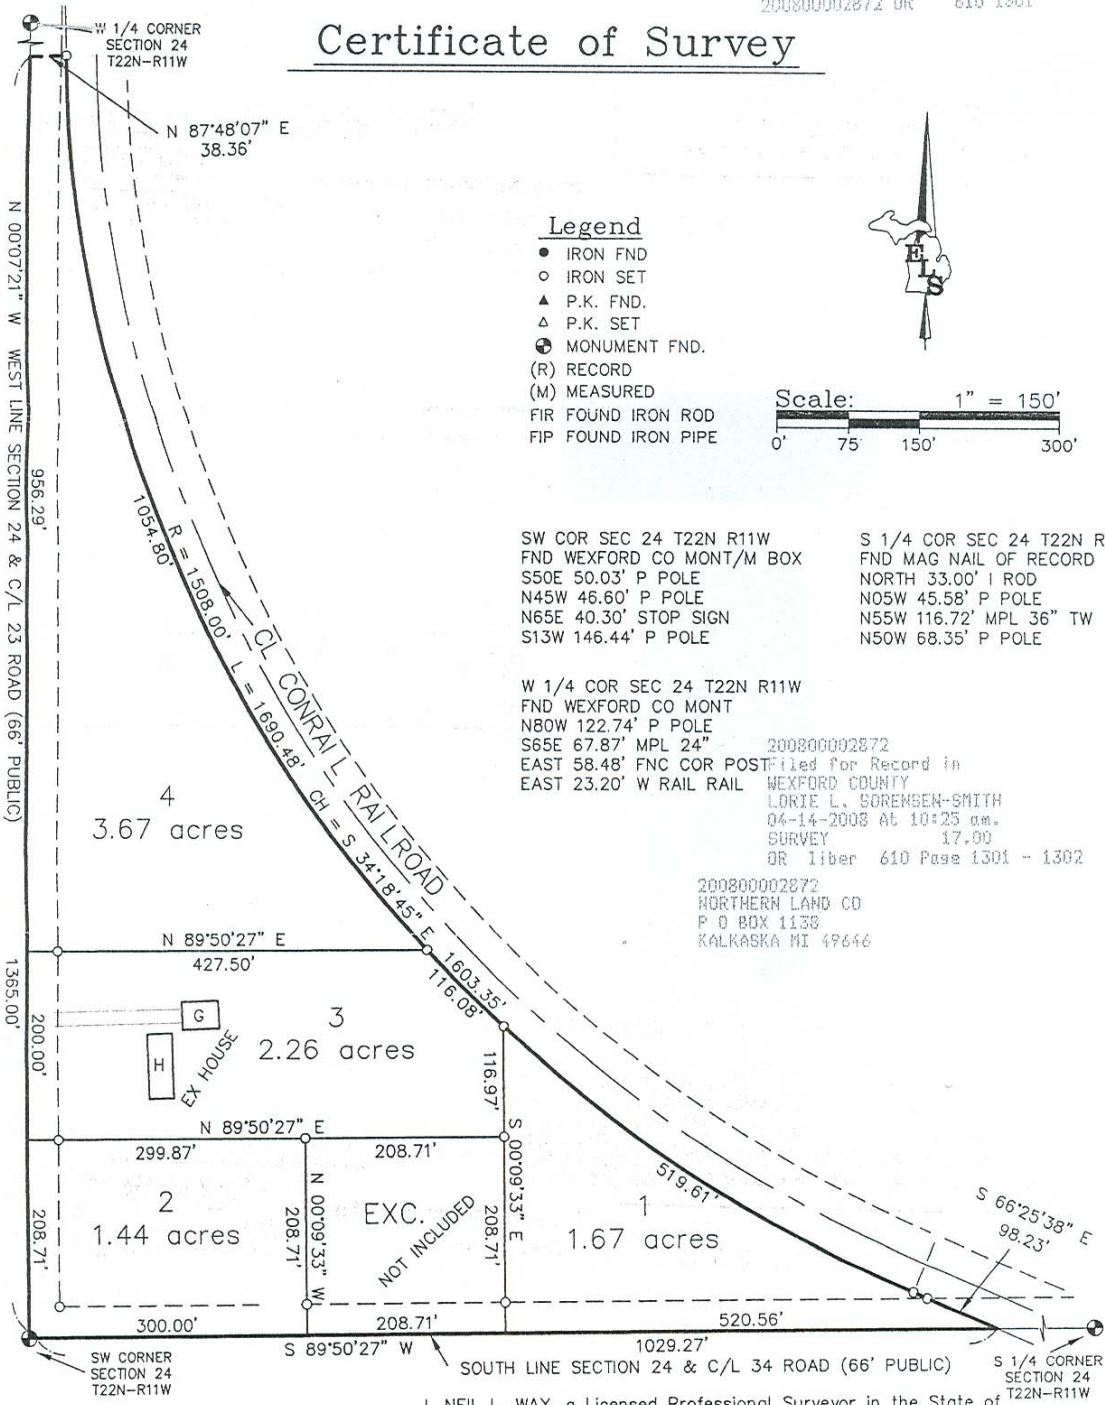 200800002872 OR 610 1301
Certificate of Survey
W 1/4 CORNER
SECTION 24
T22N-R11W
N 87°48'07" E
38.36'
N 00°07'21" W WEST LINE SECTION 24 & C/L 23 ROAD (66' PUBLIC)
956.29'
1365.00'
200.00'
208.71'
Legend
IRON FND
IRON SET
P.K. FND.
P.K. SET
MONUMENT FND.
(R) RECORD
(M) MEASURED
FIR FOUND IRON ROD
FIP FOUND IRON PIPE
ELS
Scale: 1" = 150'
0' 75' 150' 300'
SW COR SEC 24 T22N R11W
FND WEXFORD CO MONT/M BOX
S50E 50.03' P POLE
N45W 46.60' P POLE
N65E 40.30' STOP SIGN
S13W 146.44' P POLE
S 1/4 COR SEC 24 T22N R
FND MAG NAIL OF RECORD
NORTH 33.00' I ROD
N05W 45.58' P POLE
N55W 116.72' MPL 36" TW
N50W 68.35' P POLE
W 1/4 COR SEC 24 T22N R11W
FND WEXFORD CO MONT
N80W 122.74' P POLE
S65E 67.87' MPL 24"
EAST 58.48' FNC COR POST
EAST 23.20' W RAIL RAIL
200800002872
Filed for Record in
WEXFORD COUNTY
LORIE L. SORENSEN-SMITH
04-14-2008 At 10:25 am.
SURVEY 17.00
OR liber 610 Page 1301 - 1302
200800002872
NORTHERN LAND CO
P O BOX 1138
KALKASKA MI 49646
1054.80'
R = 1508.00' L = 1690.48' CH = S 34°18'45" E 1603.35'
CL CONRAIL RAILROAD
116.08'
4
3.67 acres
N 89°50'27" E
427.50'
G
H
EX HOUSE
3
2.26 acres
116.97'
N 89°50'27" E
299.87'
208.71'
S 00°09'33" E
208.71'
2
1.44 acres
N 00°09'33" W
208.71'
EXC.
NOT INCLUDED
1
1.67 acres
519.61'
S 66°25'38" E
98.23'
300.00'
208.71'
520.56'
S 89°50'27" W
1029.27'
SOUTH LINE SECTION 24 & C/L 34 ROAD (66' PUBLIC)
SW CORNER
SECTION 24
T22N-R11W
S 1/4 CORNER
SECTION 24
T22N-R11W
I, NEIL L. WAY, a Licensed Professional Surveyor in the State of